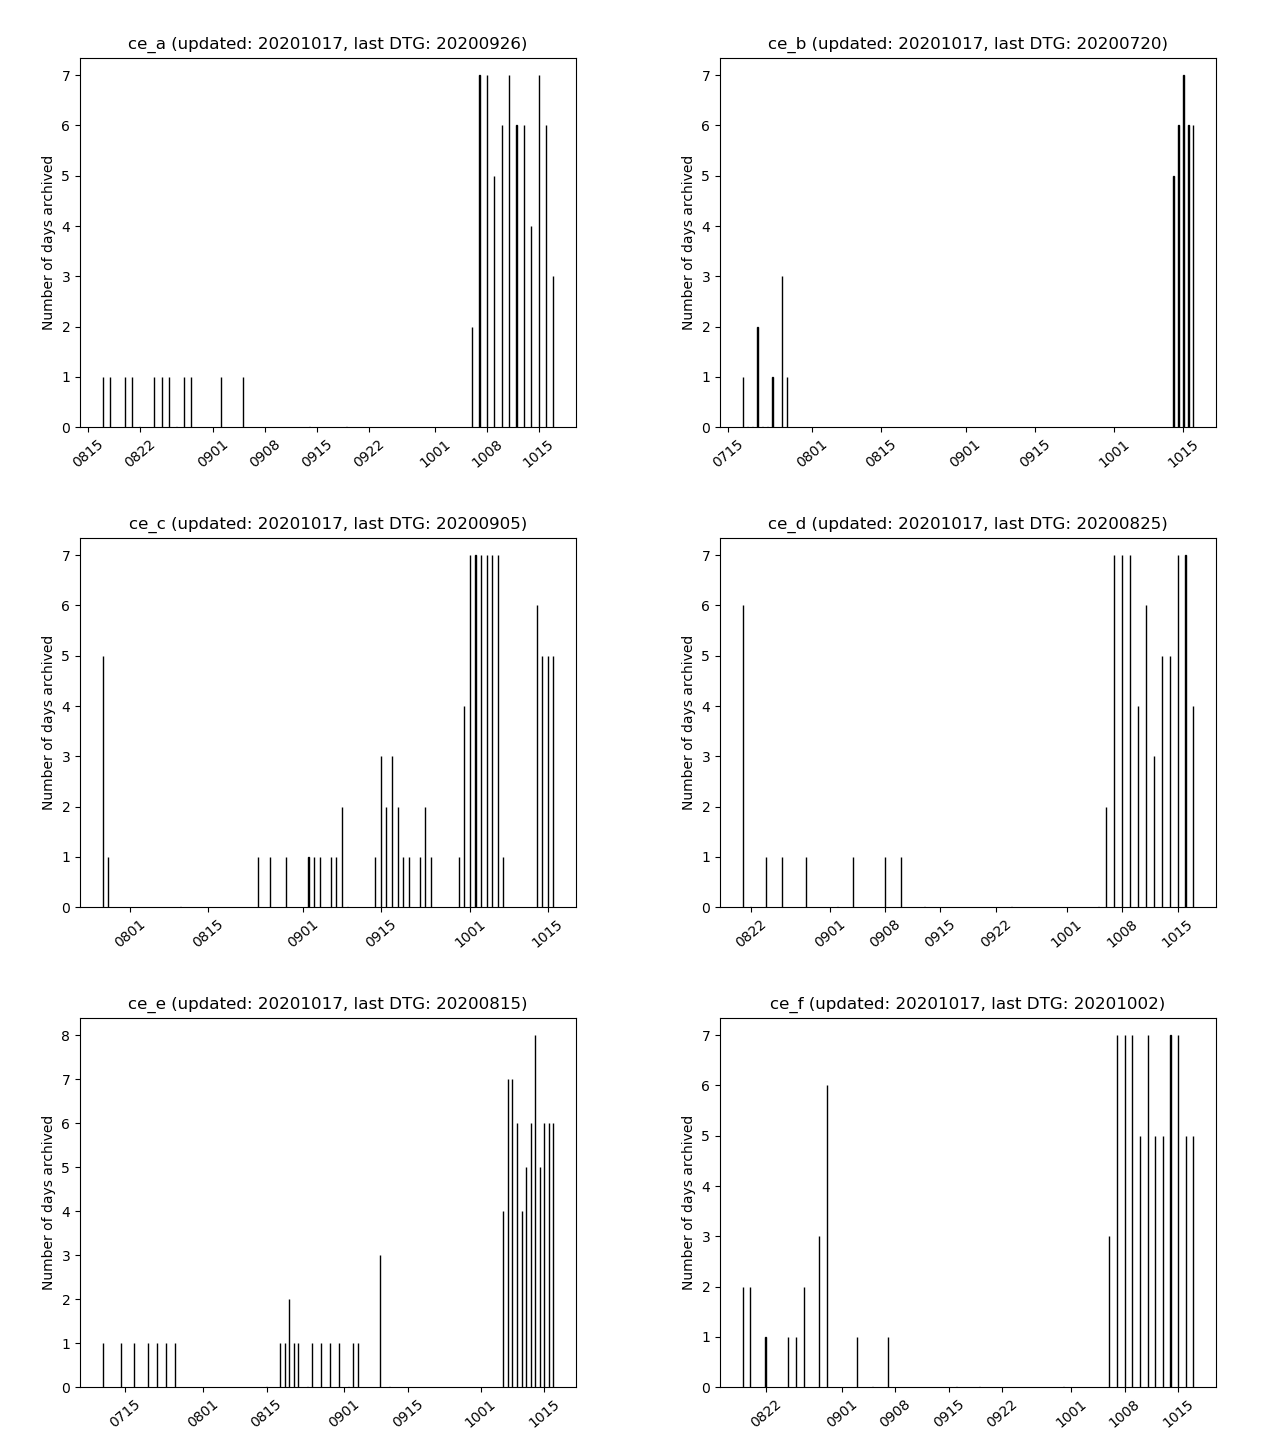 ce_a (updated: 20201017, last DTG: 20200926)
Number of days archived
7
6
5
4
3
2
1
0
0815 0822 0901 0908 0915 0922 1001 1008 1015
ce_b (updated: 20201017, last DTG: 20200720)
Number of days archived
7
6
5
4
3
2
1
0
0715 0801 0815 0901 0915 1001 1015
ce_c (updated: 20201017, last DTG: 20200905)
Number of days archived
7
6
5
4
3
2
1
0
0801 0815 0901 0915 1001 1015
ce_d (updated: 20201017, last DTG: 20200825)
Number of days archived
7
6
5
4
3
2
1
0
0822 0901 0908 0915 0922 1001 1008 1015
ce_e (updated: 20201017, last DTG: 20200815)
Number of days archived
8
7
6
5
4
3
2
1
0
0715 0801 0815 0901 0915 1001 1015
ce_f (updated: 20201017, last DTG: 20201002)
Number of days archived
7
6
5
4
3
2
1
0
0822 0901 0908 0915 0922 1001 1008 1015